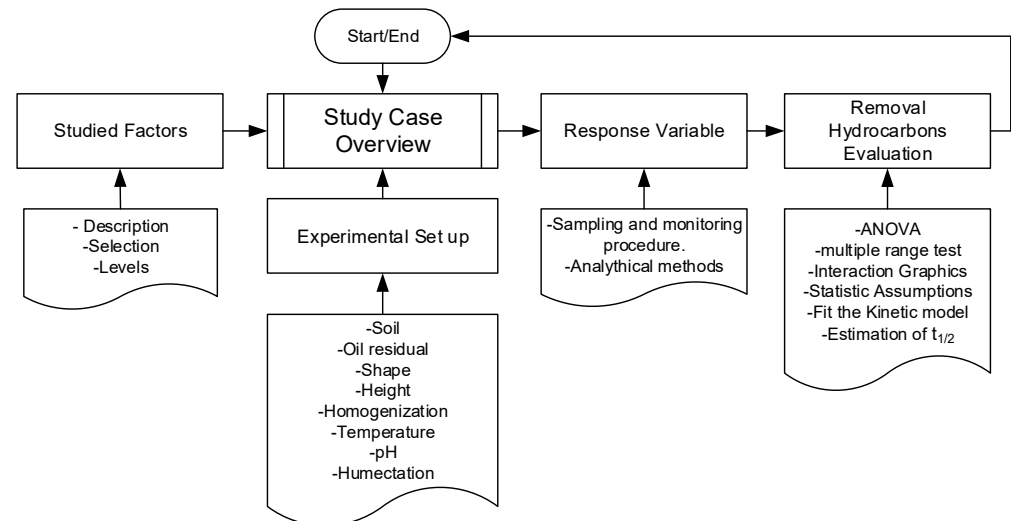 Start/End
Studied Factors
Study Case
Overview
Response Variable
Removal
Hydrocarbons
Evaluation
- Description
-Selection
-Levels
Experimental Set up
-Sampling and monitoring
procedure.
-Analythical methods
-ANOVA
-multiple range test
-Interaction Graphics
-Statistic Assumptions
-Fit the Kinetic model
-Estimation of t1/2
-Soil
-Oil residual
-Shape
-Height
-Homogenization
-Temperature
-pH
-Humectation